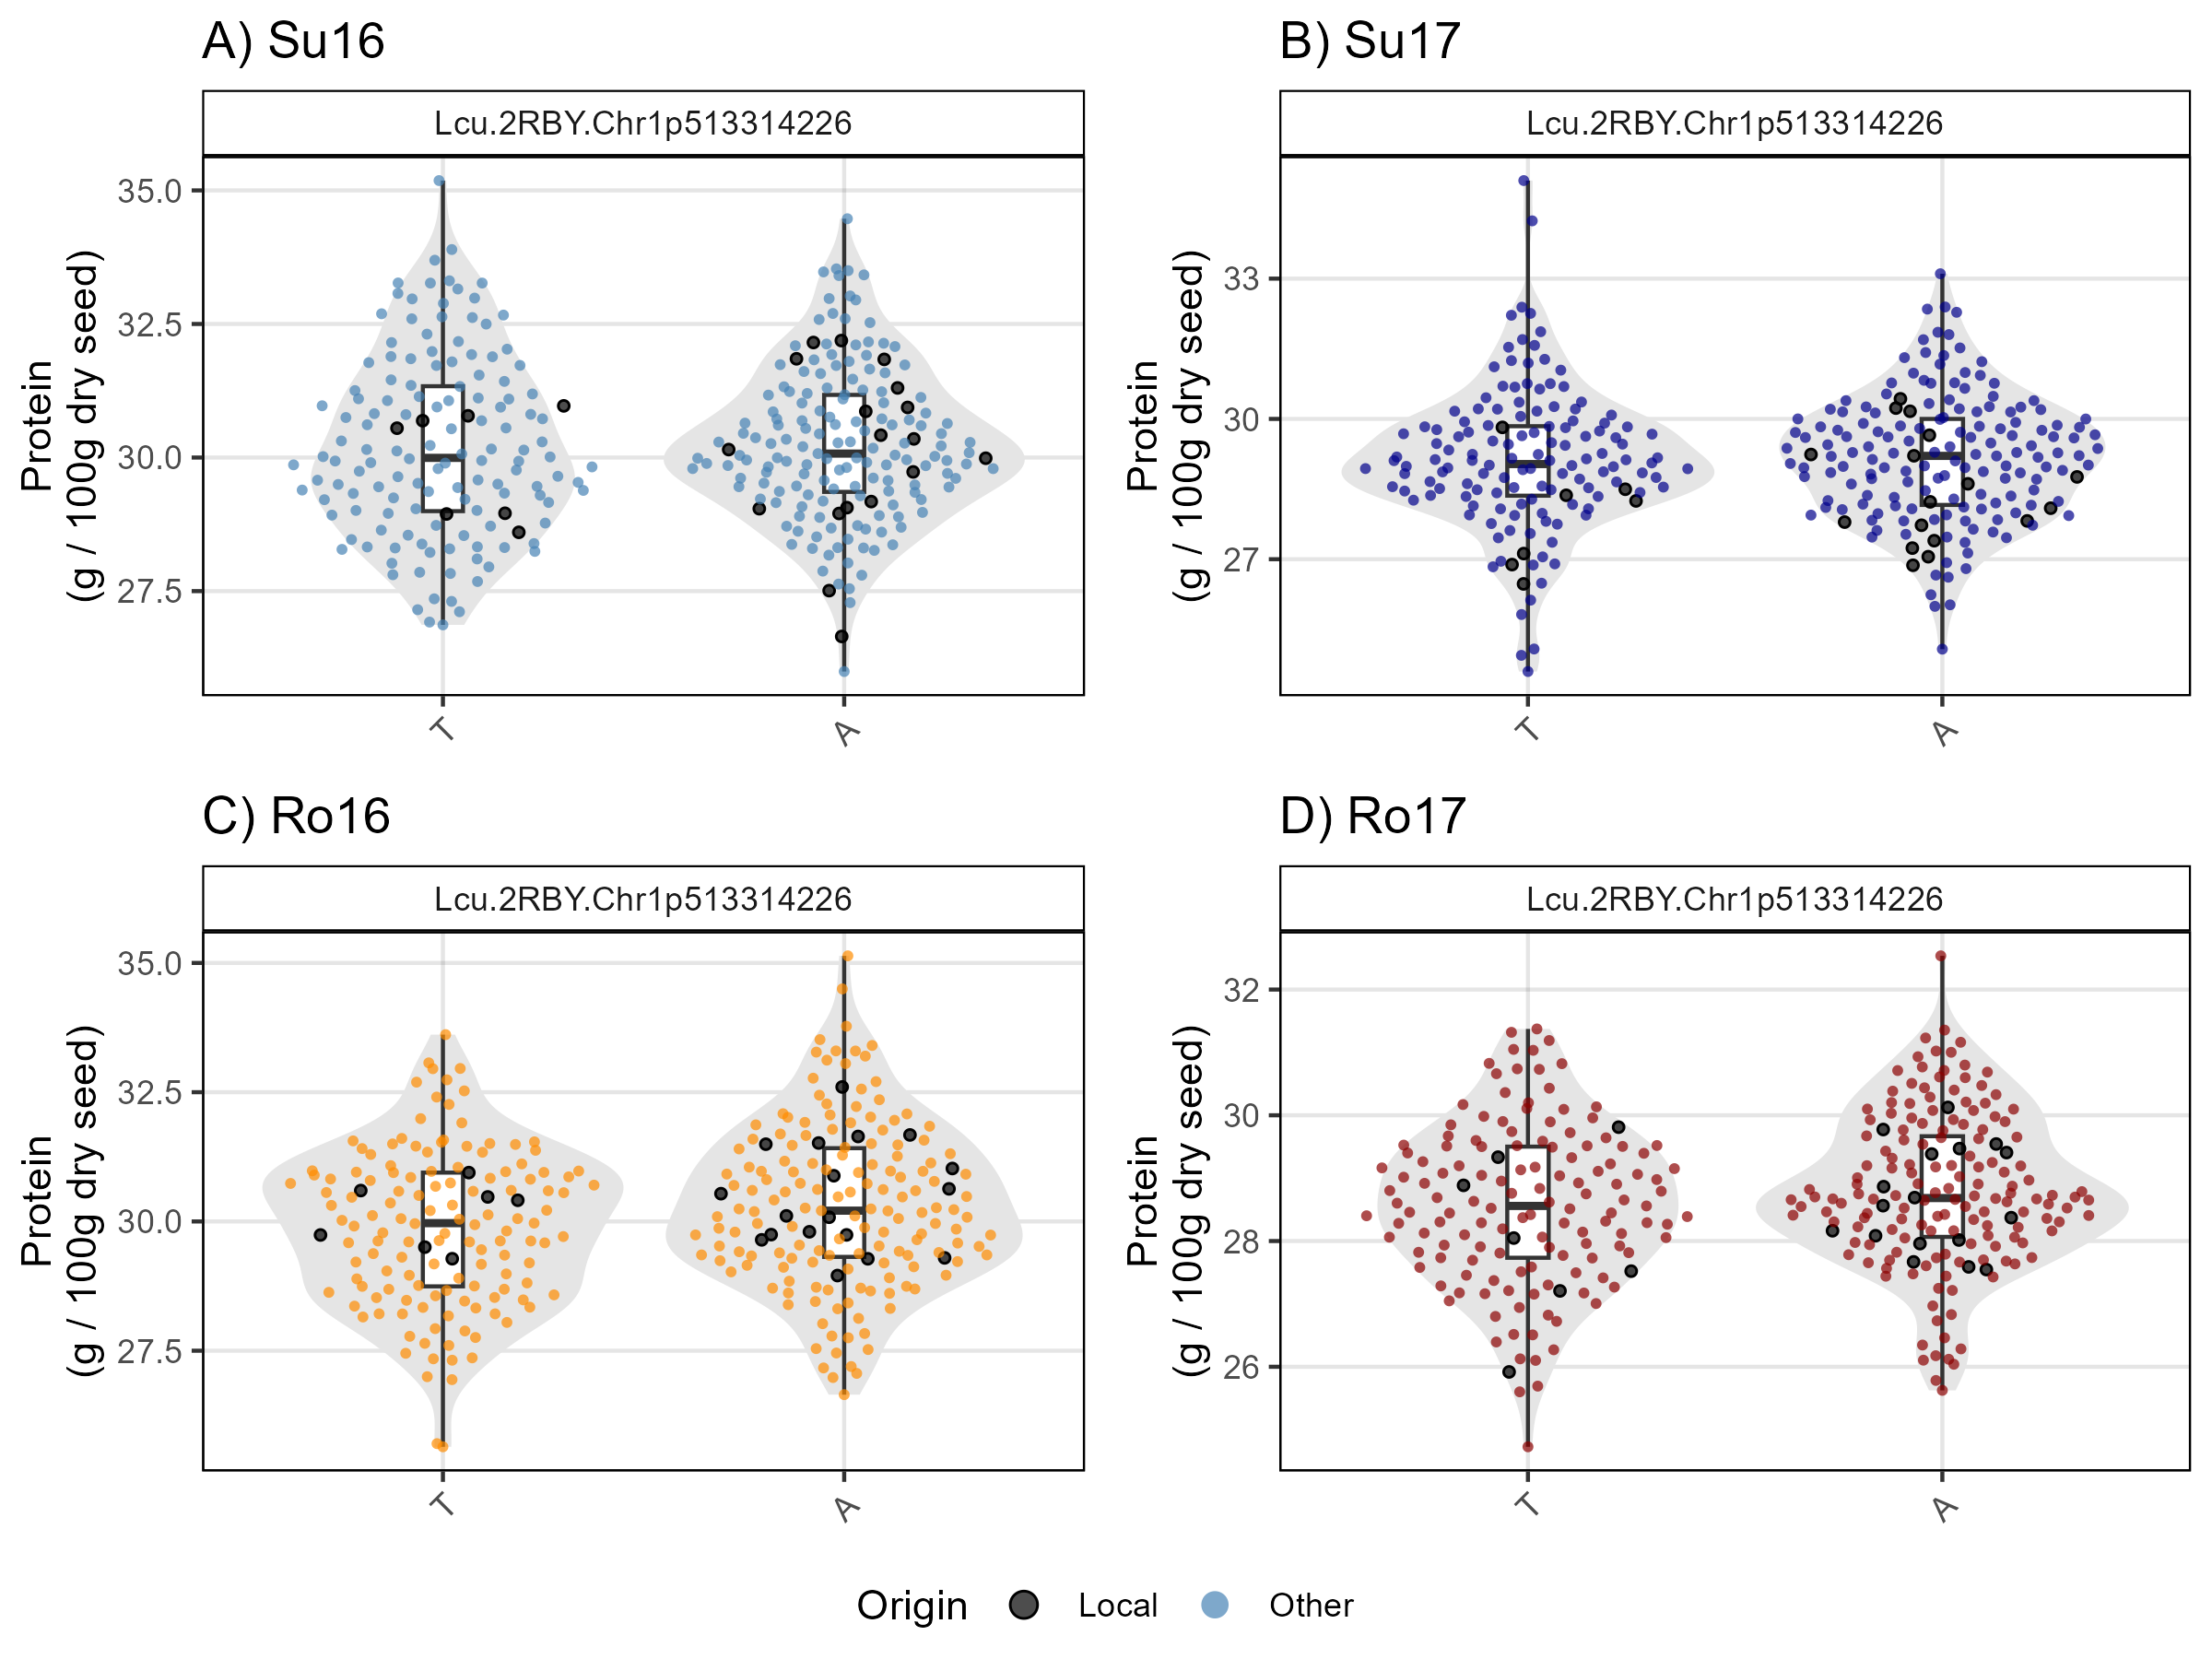 A) Su16
Lcu.2RBY.Chr1p513314226
Protein
(g / 100g dry seed)
35.0
32.5
30.0
27.5
T
A
B) Su17
Lcu.2RBY.Chr1p513314226
Protein
(g / 100g dry seed)
33
30
27
T
A
C) Ro16
Lcu.2RBY.Chr1p513314226
Protein
(g / 100g dry seed)
35.0
32.5
30.0
27.5
T
A
D) Ro17
Lcu.2RBY.Chr1p513314226
Protein
(g / 100g dry seed)
32
30
28
26
T
A
Origin Local Other